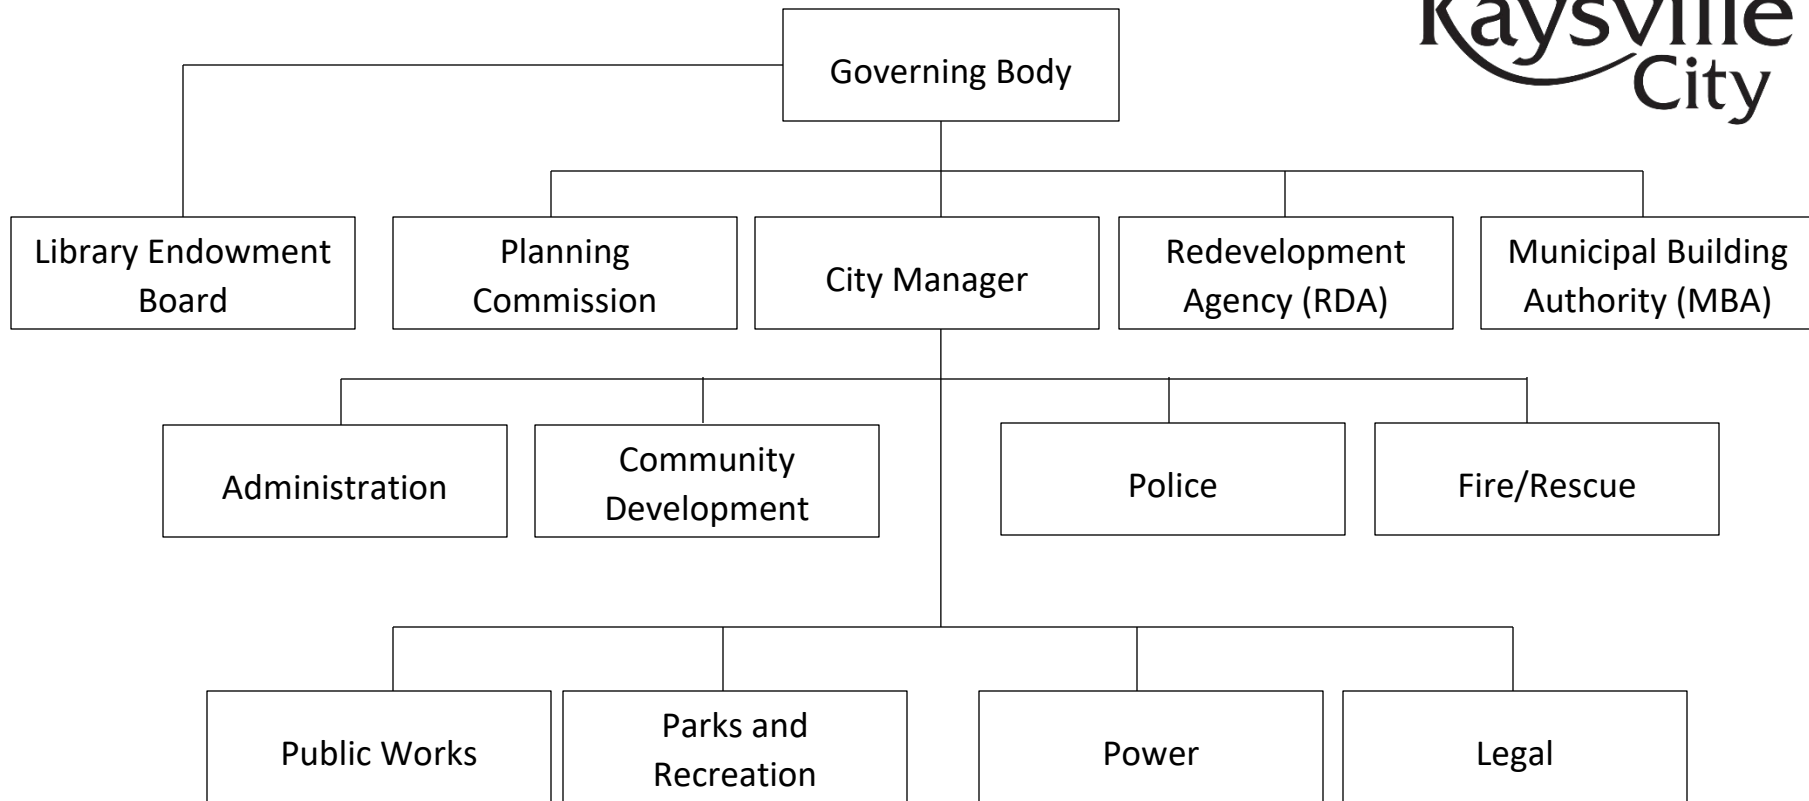 Kaysville
City
Governing Body
Library Endowment
Board
Planning
Commission
City Manager
Redevelopment
Agency (RDA)
Municipal Building
Authority (MBA)
Administration
Community
Development
Police
Fire/Rescue
Public Works
Parks and
Recreation
Power
Legal